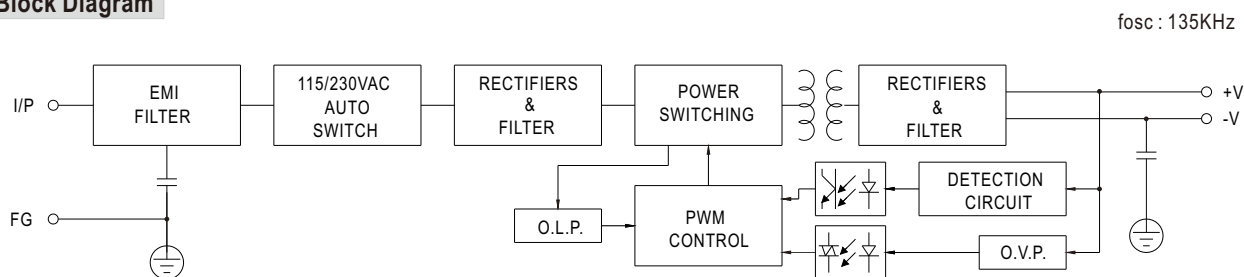 Block Diagram
fosc : 135KHz
I/P
EMI
FILTER
115/230VAC
AUTO
SWITCH
RECTIFIERS
&
FILTER
POWER
SWITCHING
RECTIFIERS
&
FILTER
+V
-V
FG
O.L.P.
PWM
CONTROL
DETECTION
CIRCUIT
O.V.P.